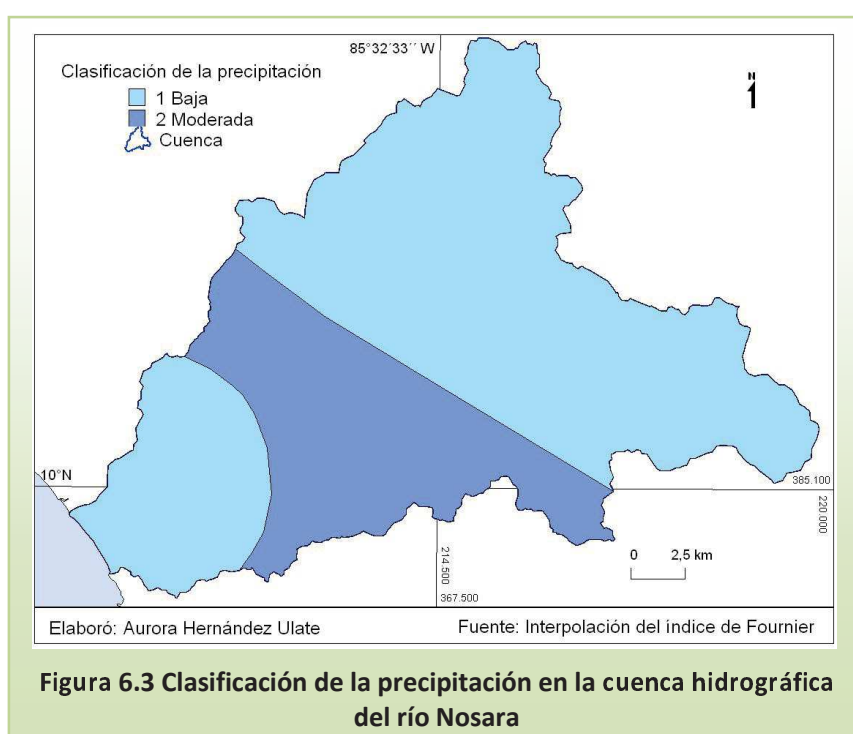 85°32´33´´ W
N
Clasificación de la precipitación
1 Baja
2 Moderada
Cuenca
10°N
385.100
220.000
0 2,5 km
214.500
367.500
Elaboró: Aurora Hernández Ulate
Fuente: Interpolación del índice de Fournier
Figura 6.3 Clasificación de la precipitación en la cuenca hidrográfica
del río Nosara